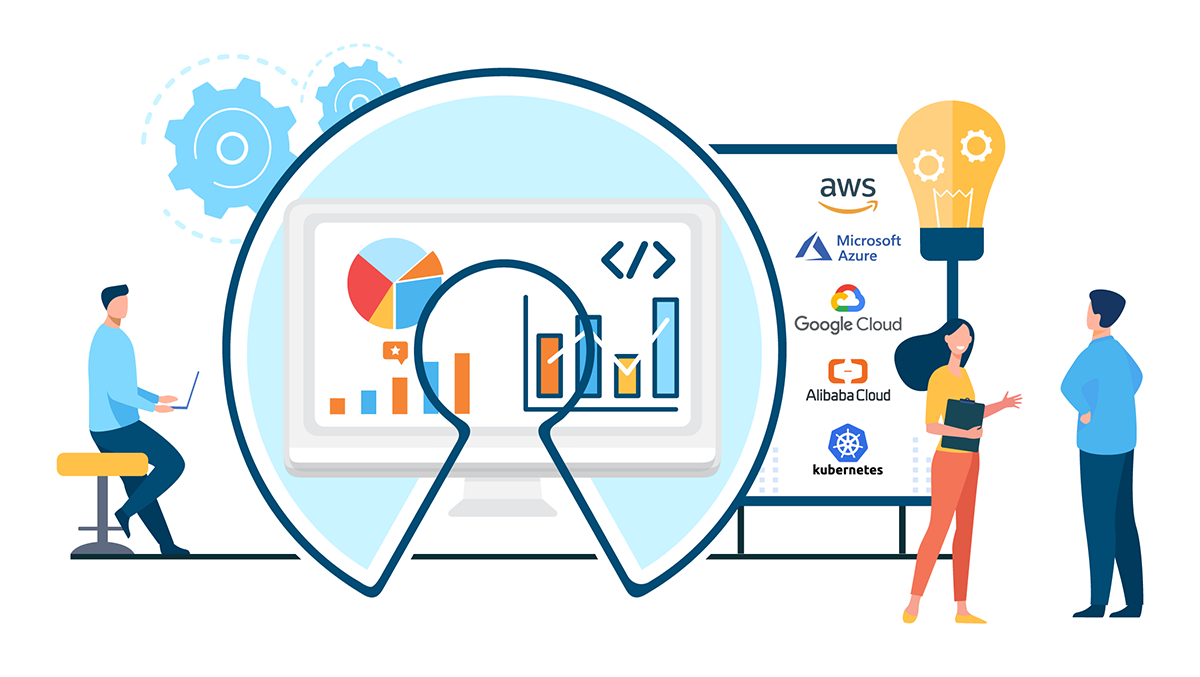 </>
aws
Microsoft
Azure
Google Cloud
Alibaba Cloud
kubernetes